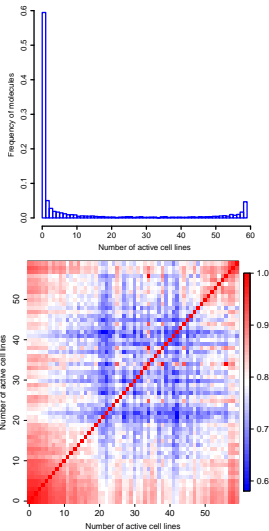 Frequency of molecules
0.0 0.1 0.2 0.3 0.4 0.5 0.6
0 10 20 30 40 50 60
Number of active cell lines
Number of active cell lines
0 10 20 30 40 50
0 10 20 30 40 50
Number of active cell lines
1.0
0.9
0.8
0.7
0.6